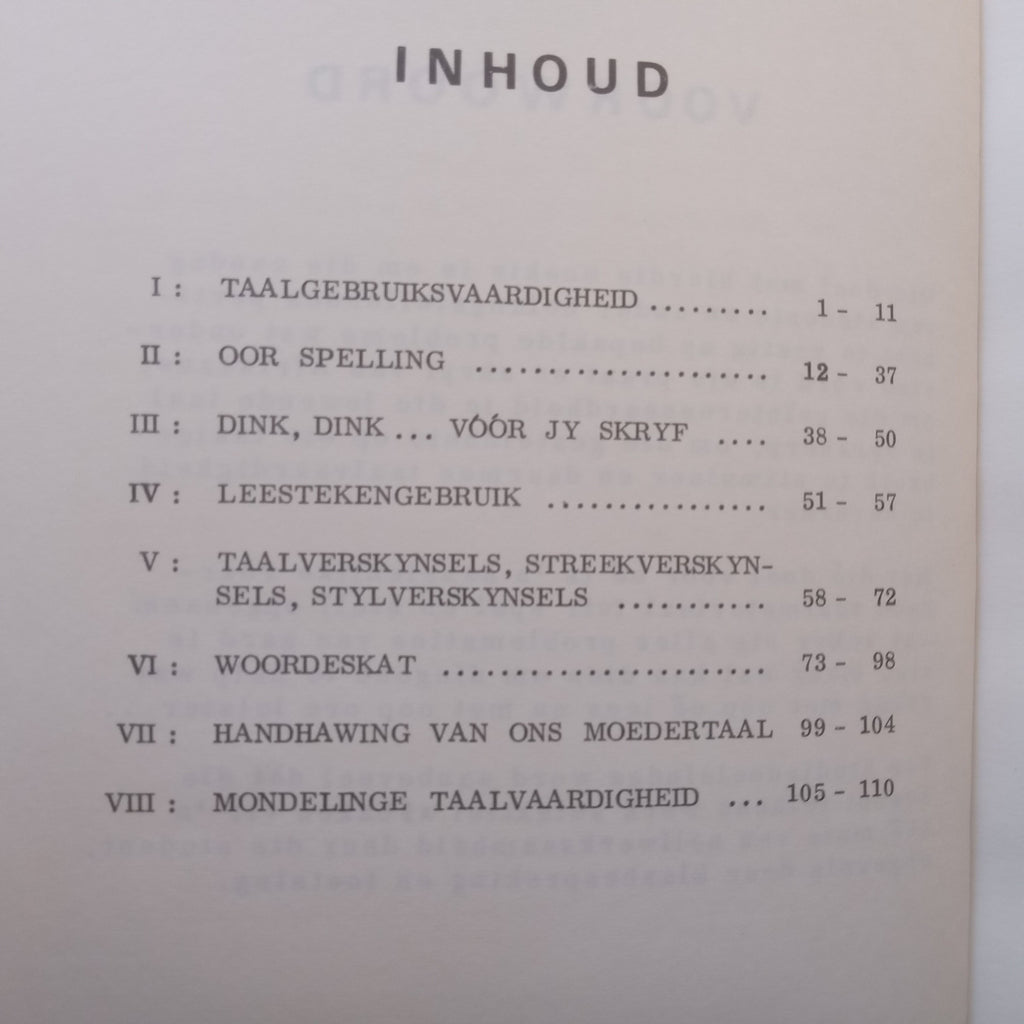 INHOUD
I : TAALGEBRUIKSVAARDIGHEID ......... 1 - 11
II : OOR SPELLING ..................... 12 - 37
III : DINK, DINK ... VÓÓR JY SKRYF .... 38 - 50
IV : LEESTEKENGEBRUIK ................ 51 - 57
V : TAALVERSKYNSELS, STREEKVERSKYN-
SELS, STYLVERSKYNSELS ........... 58 - 72
VI : WOORDESKAT ....................... 73 - 98
VII : HANDHAWING VAN ONS MOEDERTAAL 99 - 104
VIII : MONDELINGE TAALVAARDIGHEID ... 105 - 110